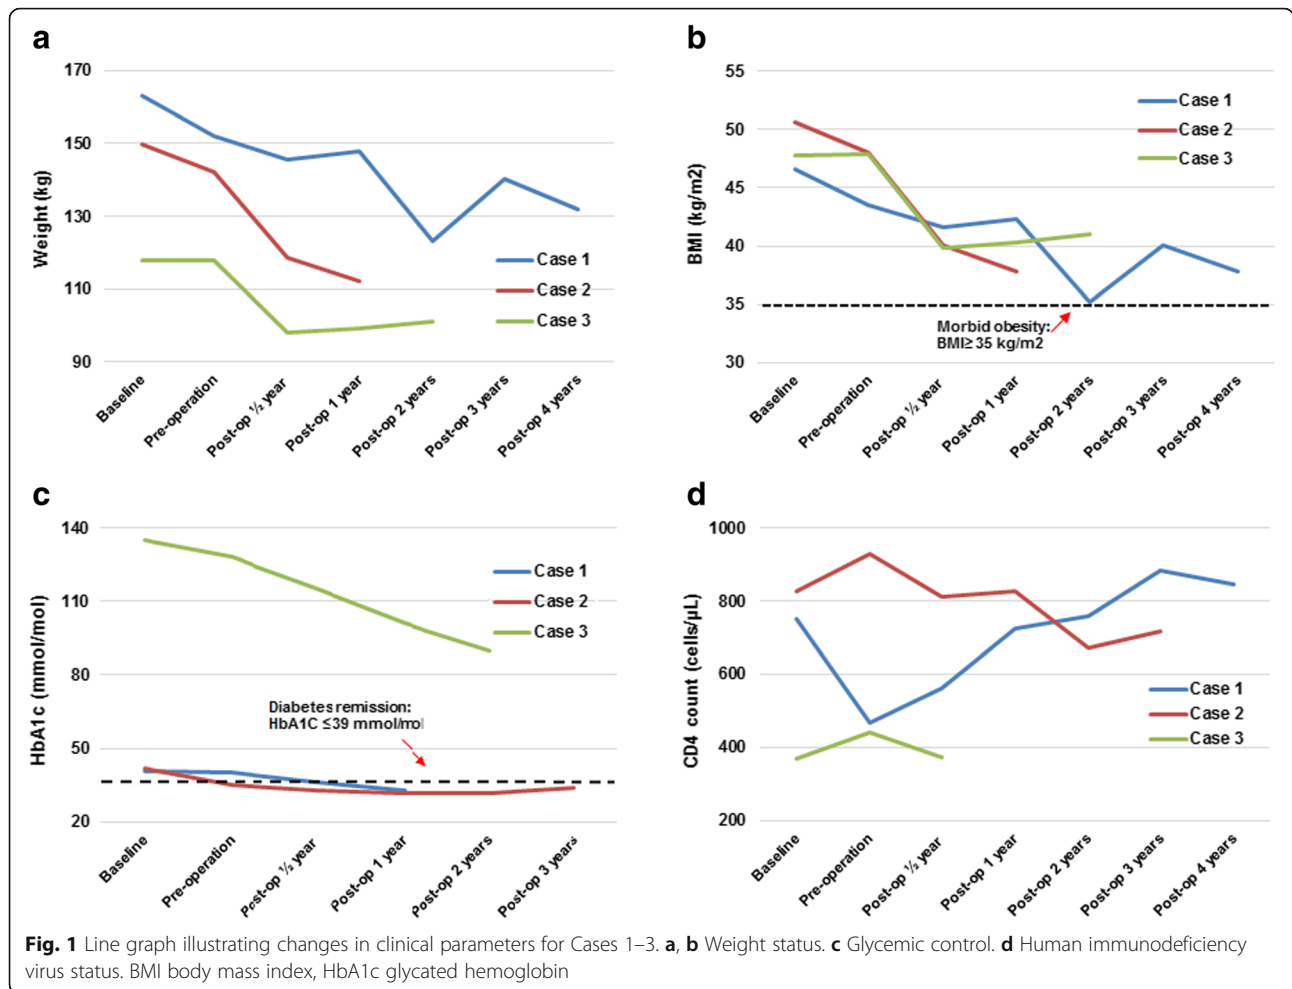 a
170
150
130
110
90
Weight (kg)
Case 1
Case 2
Case 3
Baseline
Pre-operation
Post-op ½ year
Post-op 1 year
Post-op 2 years
Post-op 3 years
Post-op 4 years
b
55
50
45
40
35
30
BMI (kg/m2)
Case 1
Case 2
Case 3
Morbid obesity:
BMI≥ 35 kg/m2
Baseline
Pre-operation
Post-op ½ year
Post-op 1 year
Post-op 2 years
Post-op 3 years
Post-op 4 years
c
140
110
80
50
20
HbA1c (mmol/mol)
Case 1
Case 2
Case 3
Diabetes remission:
HbA1C ≤39 mmol/mol
Baseline
Pre-operation
Post-op ½ year
Post-op 1 year
Post-op 2 years
Post-op 3 years
d
1000
800
600
400
200
CD4 count (cells/µL)
Case 1
Case 2
Case 3
Baseline
Pre-operation
Post-op ½ year
Post-op 1 year
Post-op 2 years
Post-op 3 years
Post-op 4 years
Fig. 1 Line graph illustrating changes in clinical parameters for Cases 1–3. a, b Weight status. c Glycemic control. d Human immunodeficiency
virus status. BMI body mass index, HbA1c glycated hemoglobin